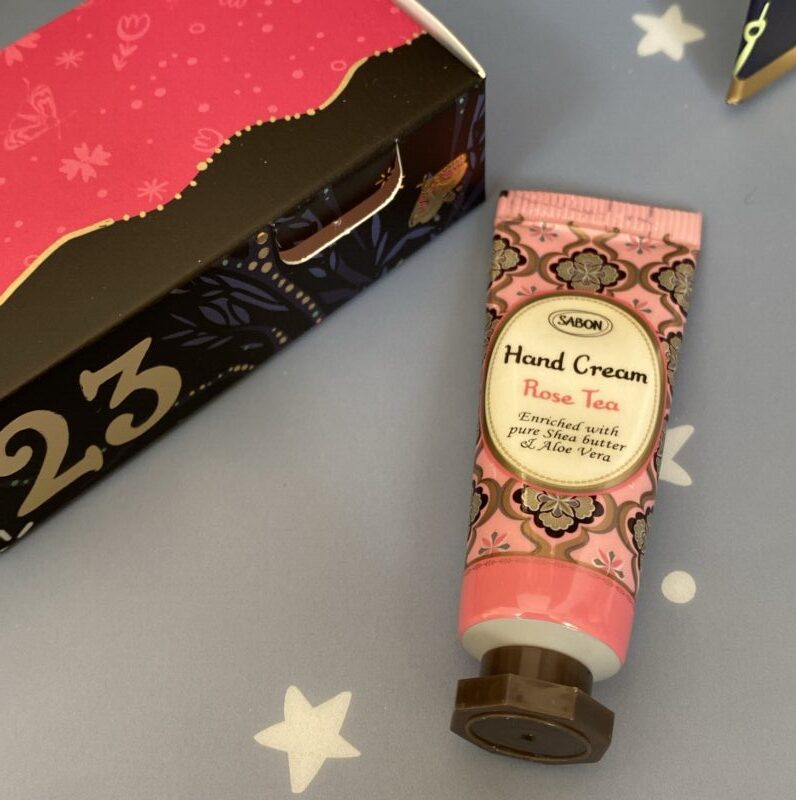 23
SABON
Hand Cream
Rose Tea
Enriched with
pure Shea butter
& Aloe Vera